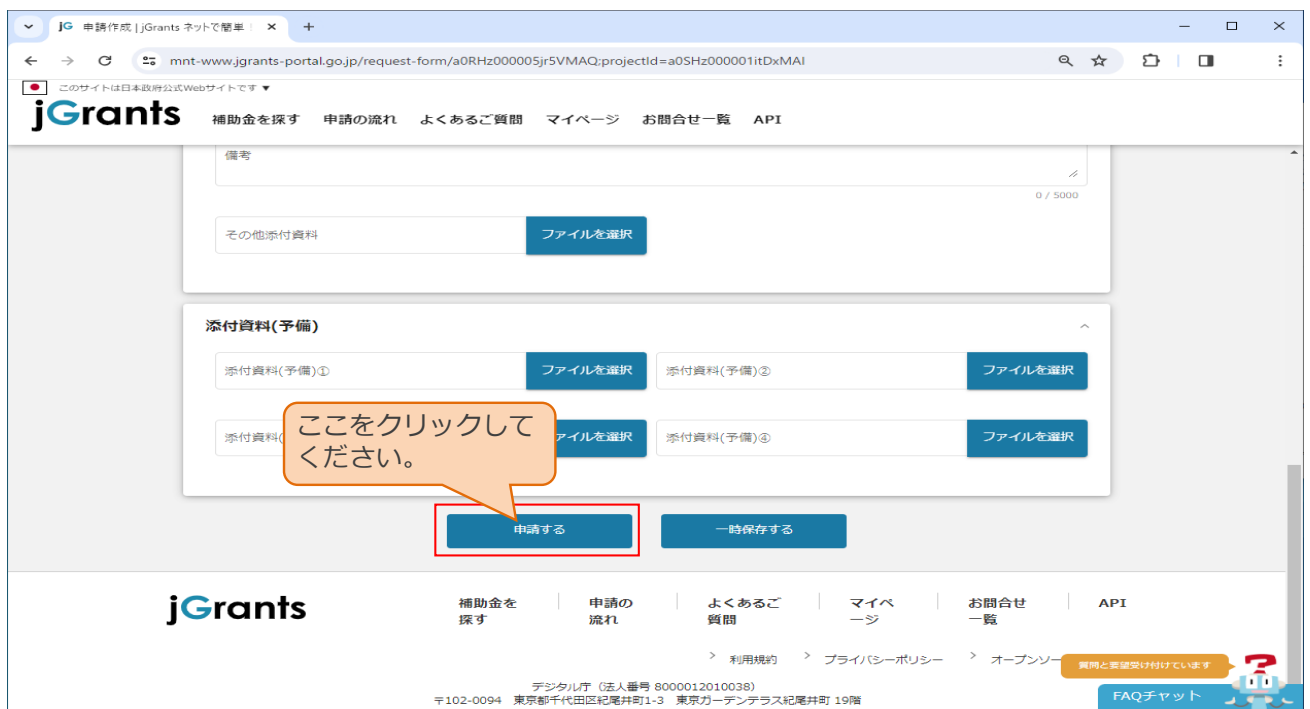 jG 申請作成 | jGrants ネットで簡単
mnt-www.jgrants-portal.go.jp/request-form/a0RHz000005jr5VMAQ;projectId=a0SHz000001itDxMAI
このサイトは日本政府公式Webサイトです ▼
jGrants 補助金を探す 申請の流れ よくあるご質問 マイページ お問合せ一覧 API
備考
0 / 5000
その他添付資料 ファイルを選択
添付資料(予備)
添付資料(予備)① ファイルを選択 添付資料(予備)② ファイルを選択
ここをクリックして
ください。
添付資料( ァイルを選択 添付資料(予備)④ ファイルを選択
申請する 一時保存する
jGrants
補助金を 申請の よくあるご マイペ お問合せ API
探す 流れ 質問 ージ 一覧
> 利用規約 > プライバシーポリシー > オープンソー
質問と要望受け付けています
FAQチャット
デジタル庁（法人番号 8000012010038）
〒102-0094 東京都千代田区紀尾井町1-3 東京ガーデンテラス紀尾井町 19階